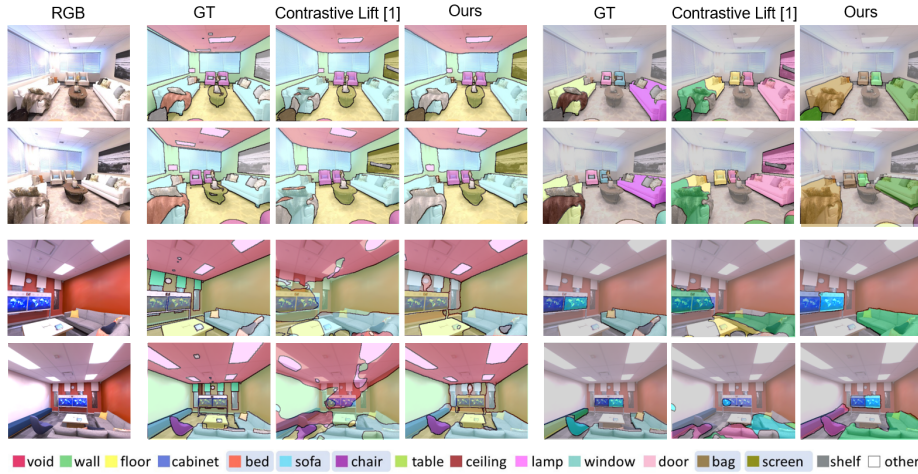 RGB GT Contrastive Lift [1] Ours GT Contrastive Lift [1] Ours
void wall floor cabinet bed sofa chair table ceiling lamp window door bag screen shelf other